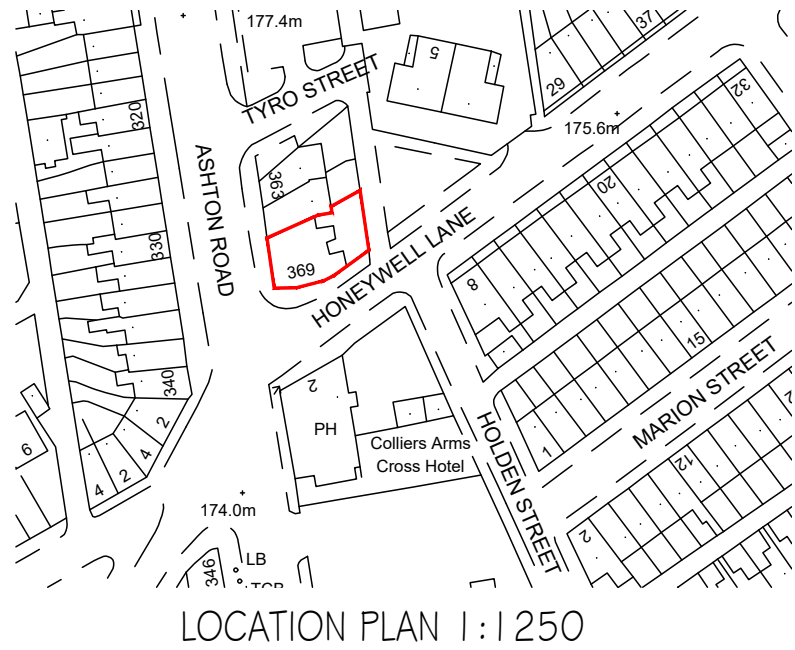 177.4m
5
37
TYRO STREET
29
32
320
175.6m
ASHTON ROAD
363
20
330
HONEYWELL LANE
369
8
340
15
2
MARION STREET
2
PH
Colliers Arms
Cross Hotel
HOLDEN STREET
1
6
4
2
4
12
174.0m
2
346
LB
LOCATION PLAN 1:1250